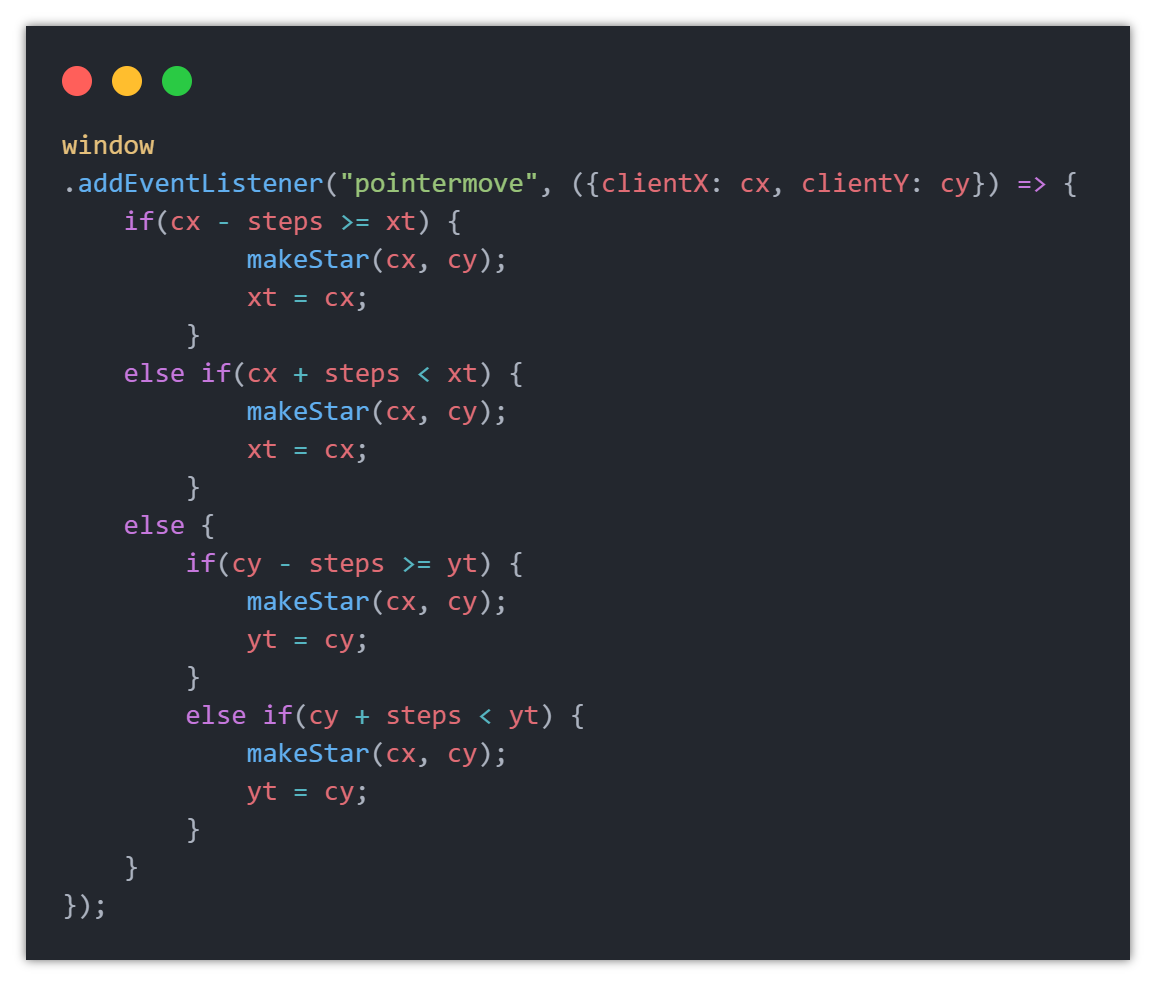 window
.addEventListener("pointermove", ({clientX: cx, clientY: cy}) => {
    if(cx - steps >= xt) {
            makeStar(cx, cy);
            xt = cx;
        }
    else if(cx + steps < xt) {
            makeStar(cx, cy);
            xt = cx;
        }
    else {
        if(cy - steps >= yt) {
            makeStar(cx, cy);
            yt = cy;
        }
        else if(cy + steps < yt) {
            makeStar(cx, cy);
            yt = cy;
        }
    }
});